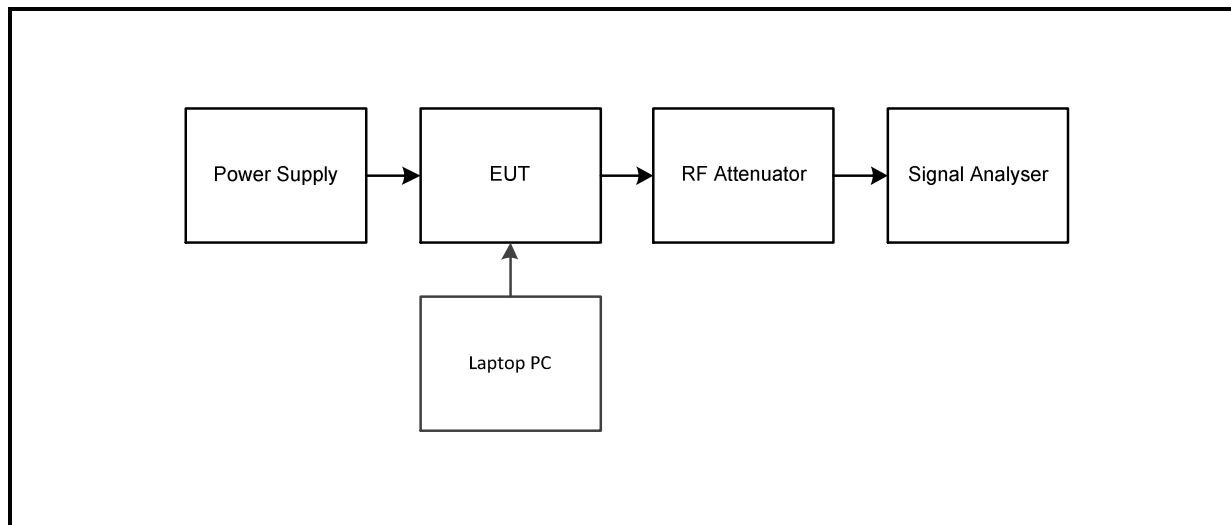 Power Supply
EUT
RF Attenuator
Signal Analyser
Laptop PC